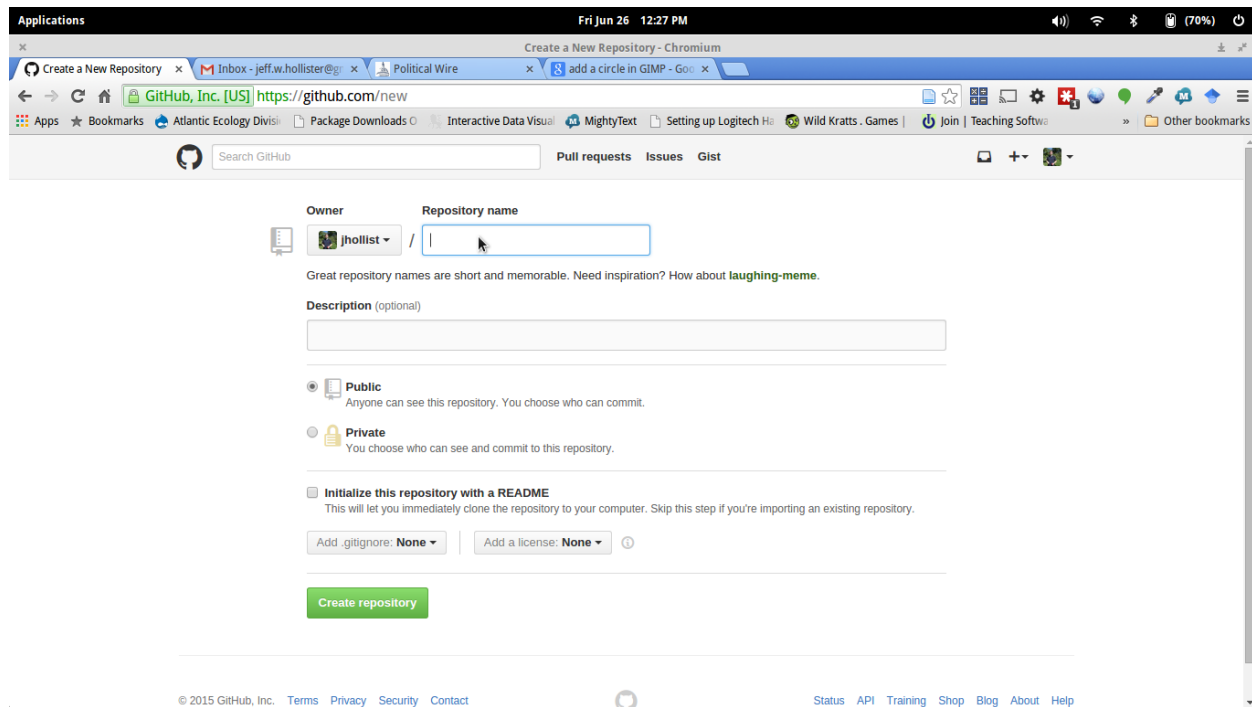 Applications Fri Jun 26 12:27 PM (70%)
Create a New Repository - Chromium
Create a New Repository Inbox - jeff.w.hollister@g Political Wire add a circle in GIMP - Goo
GitHub, Inc. [US] https://github.com/new
Apps Bookmarks Atlantic Ecology Divisi Package Downloads O Interactive Data Visual MightyText Setting up Logitech Ha Wild Kratts . Games | Join | Teaching Softwa » Other bookmarks
Search GitHub Pull requests Issues Gist
Owner Repository name
jhollist /
Great repository names are short and memorable. Need inspiration? How about laughing-meme.
Description (optional)
Public
Anyone can see this repository. You choose who can commit.
Private
You choose who can see and commit to this repository.
Initialize this repository with a README
This will let you immediately clone the repository to your computer. Skip this step if you're importing an existing repository.
Add .gitignore: None Add a license: None
Create repository
© 2015 GitHub, Inc. Terms Privacy Security Contact Status API Training Shop Blog About Help